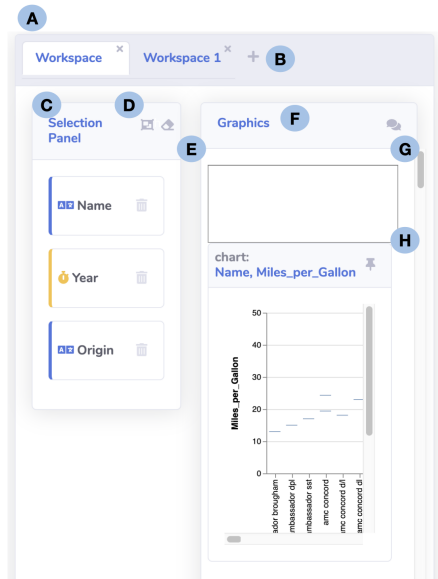 A
Workspace ×
Workspace 1 ×
+
B
C
D
Selection
Panel
E
Graphics
F
G
Name
Year
Origin
H
chart:
Name, Miles_per_Gallon
Miles_per_Gallon
50
40
30
20
10
0
ador brougham
mbassador dpl
mbassador sst
amc concord
amc concord d/l
amc concord dl